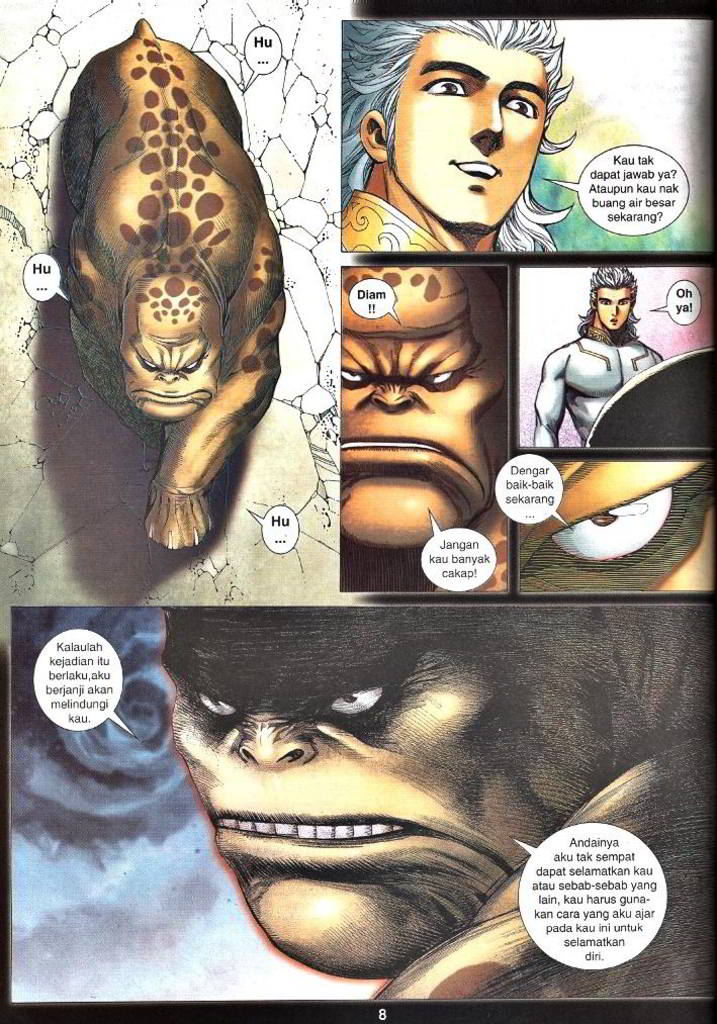 Hu
...
Hu
...
Hu
...
Kau tak
dapat jawab ya?
Ataupun kau nak
buang air besar
sekarang?
Diam
!!
Jangan
kau banyak
cakap!
Oh
ya!
Dengar
baik-baik
sekarang
...
Kalaulah
kejadian itu
berlaku,aku
berjanji akan
melindungi
kau.
Andainya
aku tak sempat
dapat selamatkan kau
atau sebab-sebab yang
lain, kau harus guna-
kan cara yang aku ajar
pada kau ini untuk
selamatkan
diri.
8